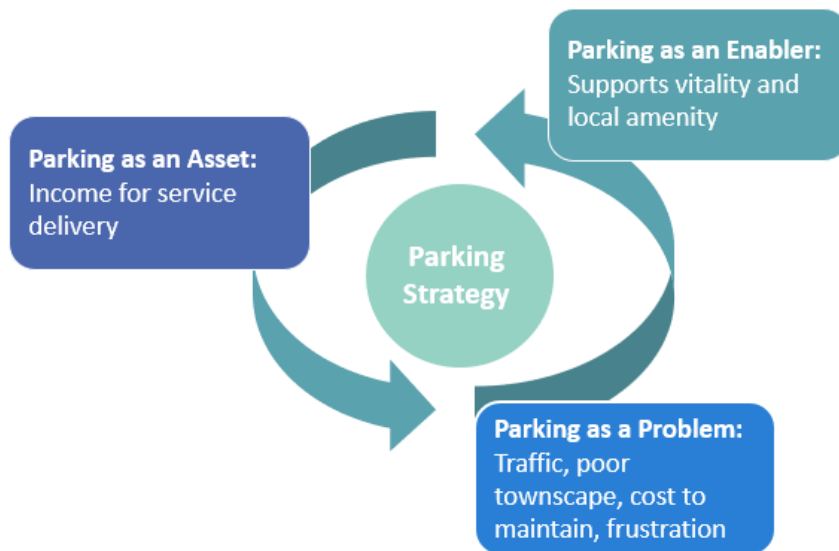 Parking as an Enabler:
Supports vitality and
local amenity
Parking as an Asset:
Income for service
delivery
Parking
Strategy
Parking as a Problem:
Traffic, poor
townscape, cost to
maintain, frustration